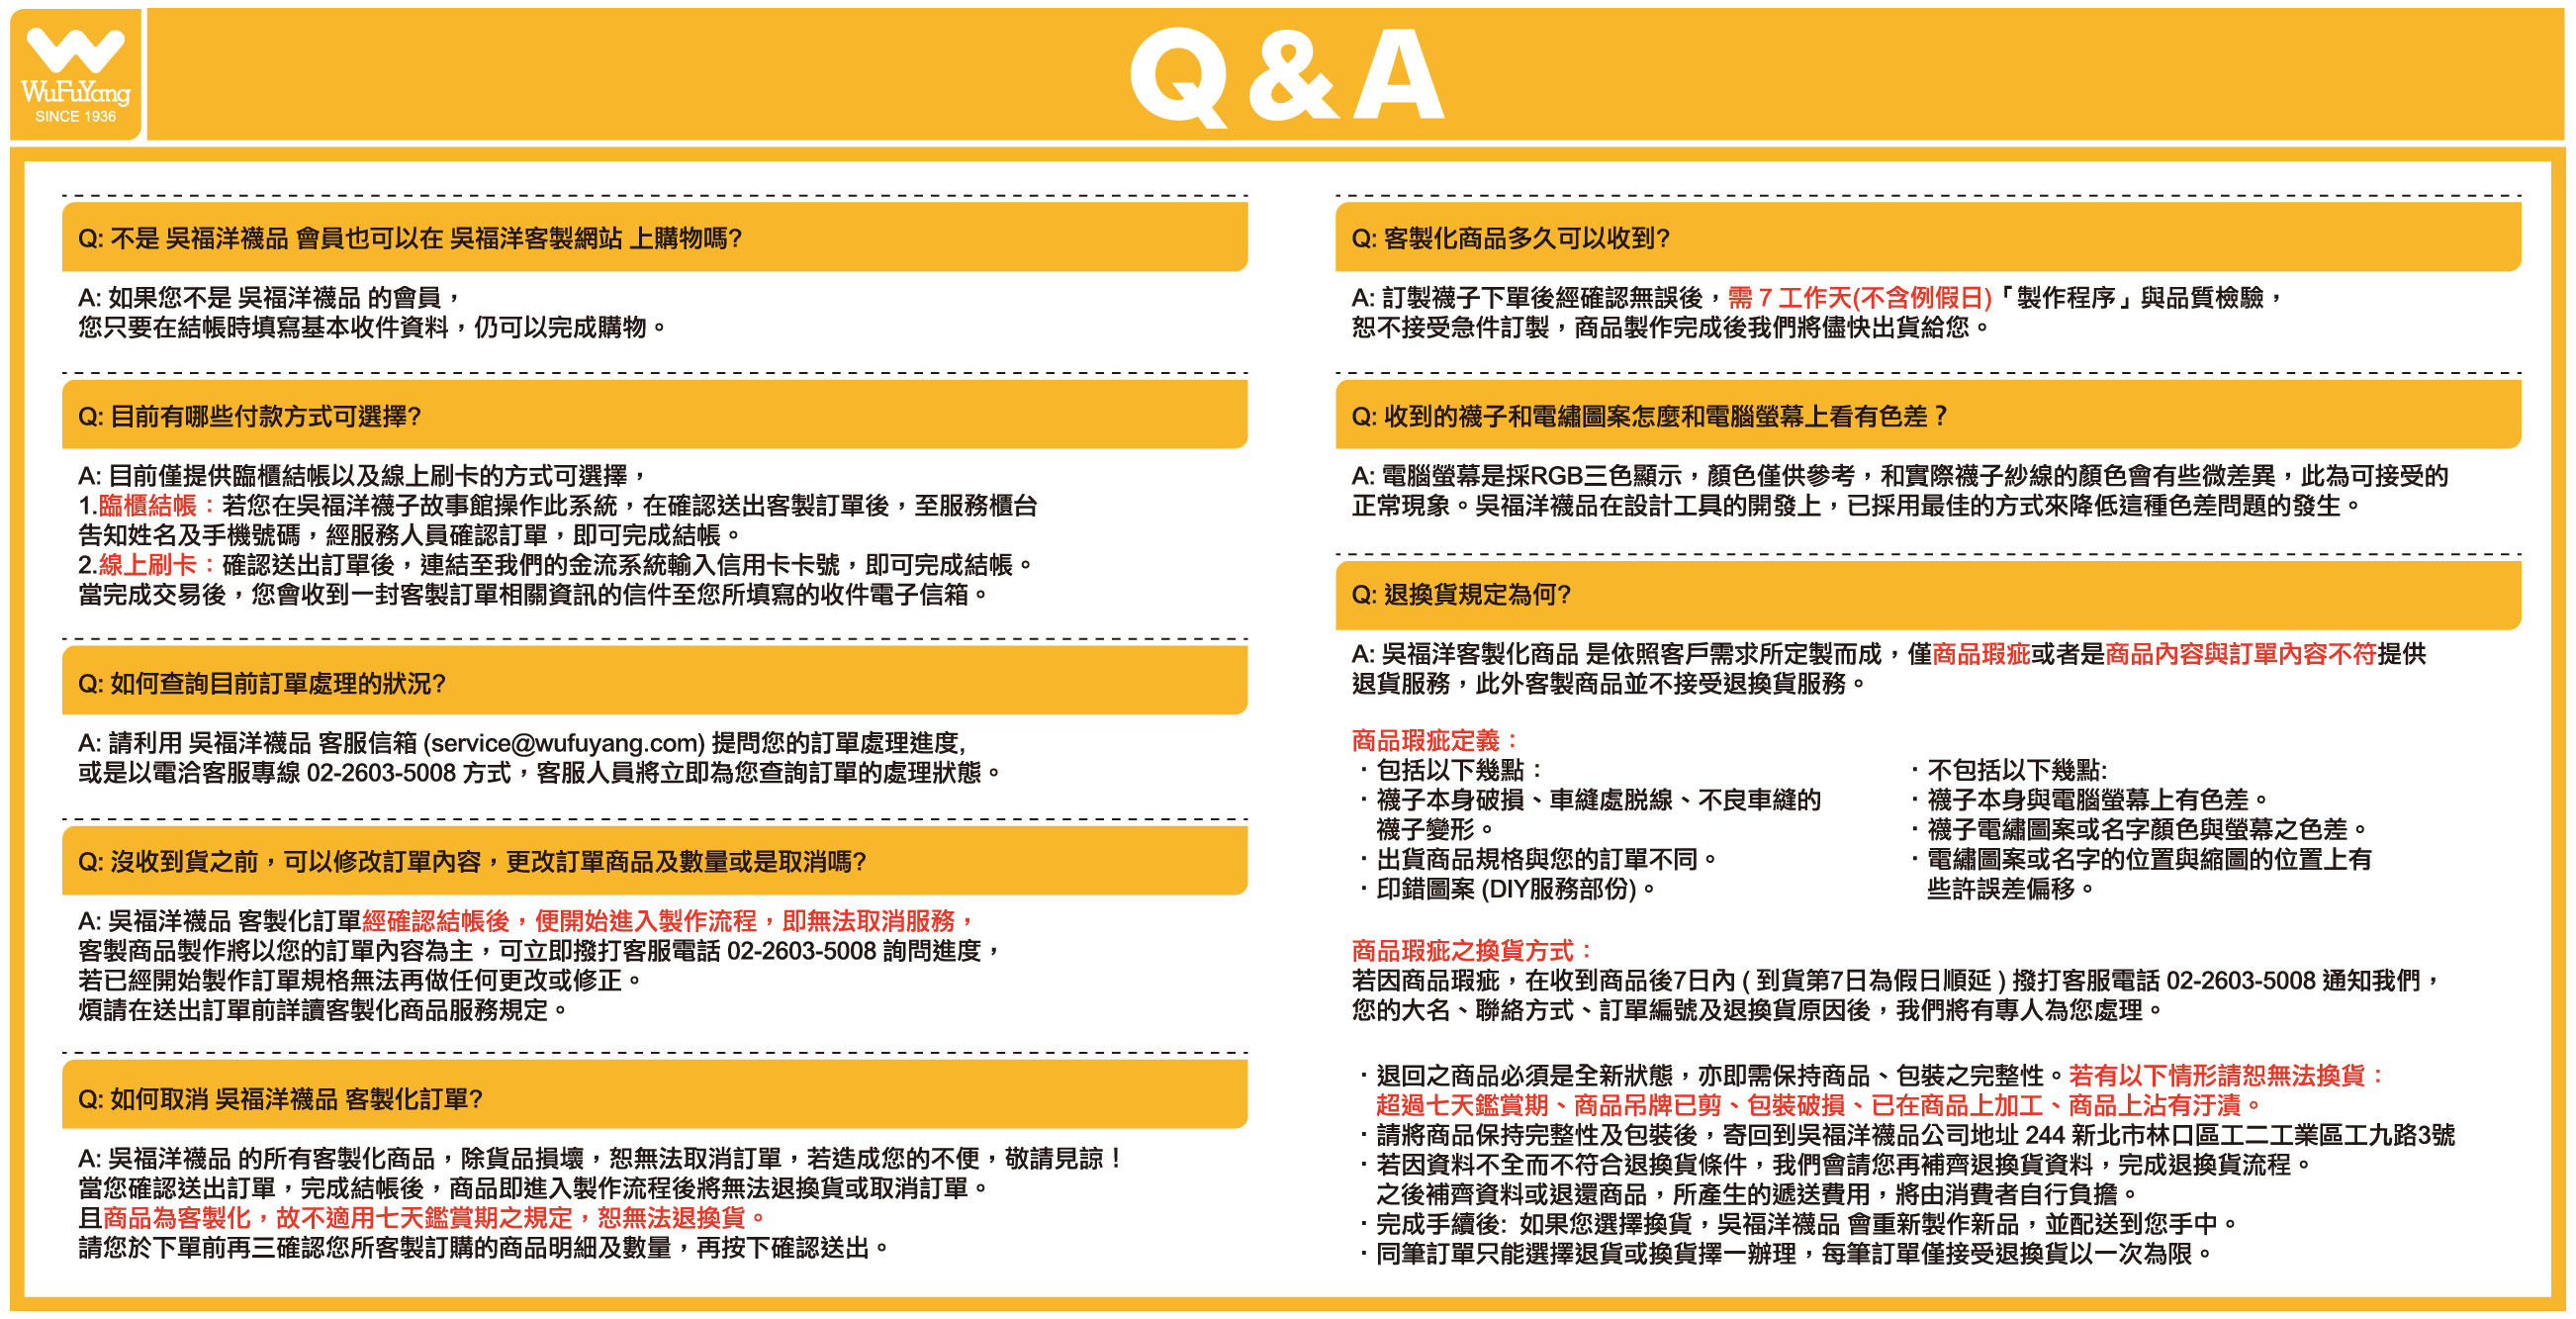 WuFuYang
SINCE 1936
Q & A
Q: 不是 吳福洋襪品 會員也可以在 吳福洋客製網站 上購物嗎?
A: 如果您不是 吳福洋襪品 的會員，
您只要在結帳時填寫基本收件資料，仍可以完成購物。
Q: 目前有哪些付款方式可選擇?
A: 目前僅提供臨櫃結帳以及線上刷卡的方式可選擇，
1.臨櫃結帳：若您在吳福洋襪子故事館操作此系統，在確認送出客製訂單後，至服務櫃台
告知姓名及手機號碼，經服務人員確認訂單，即可完成結帳。
2.線上刷卡：確認送出訂單後，連結至我們的金流系統輸入信用卡卡號，即可完成結帳。
當完成交易後，您會收到一封客製訂單相關資訊的信件至您所填寫的收件電子信箱。
Q: 如何查詢目前訂單處理的狀況?
A: 請利用 吳福洋襪品 客服信箱 (service@wufuyang.com) 提問您的訂單處理進度,
或是以電洽客服專線 02-2603-5008 方式，客服人員將立即為您查詢訂單的處理狀態。
Q: 沒收到貨之前，可以修改訂單內容，更改訂單商品及數量或是取消嗎?
A: 吳福洋襪品 客製化訂單經確認結帳後，便開始進入製作流程，即無法取消服務，
客製商品製作將以您的訂單內容為主，可立即撥打客服電話 02-2603-5008 詢問進度，
若已經開始製作訂單規格無法再做任何更改或修正。
煩請在送出訂單前詳讀客製化商品服務規定。
Q: 如何取消 吳福洋襪品 客製化訂單?
A: 吳福洋襪品 的所有客製化商品，除貨品損壞，恕無法取消訂單，若造成您的不便，敬請見諒！
當您確認送出訂單，完成結帳後，商品即進入製作流程後將無法退換貨或取消訂單。
且商品為客製化，故不適用七天鑑賞期之規定，恕無法退換貨。
請您於下單前再三確認您所客製訂購的商品明細及數量，再按下確認送出。
Q: 客製化商品多久可以收到?
A: 訂製襪子下單後經確認無誤後，需 7 工作天(不含例假日)「製作程序」與品質檢驗，
恕不接受急件訂製，商品製作完成後我們將儘快出貨給您。
Q: 收到的襪子和電繡圖案怎麼和電腦螢幕上看有色差？
A: 電腦螢幕是採RGB三色顯示，顏色僅供參考，和實際襪子紗線的顏色會有些微差異，此為可接受的
正常現象。吳福洋襪品在設計工具的開發上，已採用最佳的方式來降低這種色差問題的發生。
Q: 退換貨規定為何?
A: 吳福洋客製化商品 是依照客戶需求所定製而成，僅商品瑕疵或者是商品內容與訂單內容不符提供
退貨服務，此外客製商品並不接受退換貨服務。
商品瑕疵定義：
・包括以下幾點：
・襪子本身破損、車縫處脱線、不良車縫的
襪子變形。
・出貨商品規格與您的訂單不同。
・印錯圖案 (DIY服務部份)。
・不包括以下幾點:
・襪子本身與電腦螢幕上有色差。
・襪子電繡圖案或名字顏色與螢幕之色差。
・電繡圖案或名字的位置與縮圖的位置上有
些許誤差偏移。
商品瑕疵之換貨方式：
若因商品瑕疵，在收到商品後7日內 ( 到貨第7日為假日順延 ) 撥打客服電話 02-2603-5008 通知我們，
您的大名、聯絡方式、訂單編號及退換貨原因後，我們將有專人為您處理。
・退回之商品必須是全新狀態，亦即需保持商品、包裝之完整性。若有以下情形請恕無法換貨：
超過七天鑑賞期、商品吊牌已剪、包裝破損、已在商品上加工、商品上沾有汙漬。
・請將商品保持完整性及包裝後，寄回到吳福洋襪品公司地址 244 新北市林口區工二工業區工九路3號
・若因資料不全而不符合退換貨條件，我們會請您再補齊退換貨資料，完成退換貨流程。
之後補齊資料或退還商品，所產生的遞送費用，將由消費者自行負擔。
・完成手續後: 如果您選擇換貨，吳福洋襪品 會重新製作新品，並配送到您手中。
・同筆訂單只能選擇退貨或換貨擇一辦理，每筆訂單僅接受退換貨以一次為限。